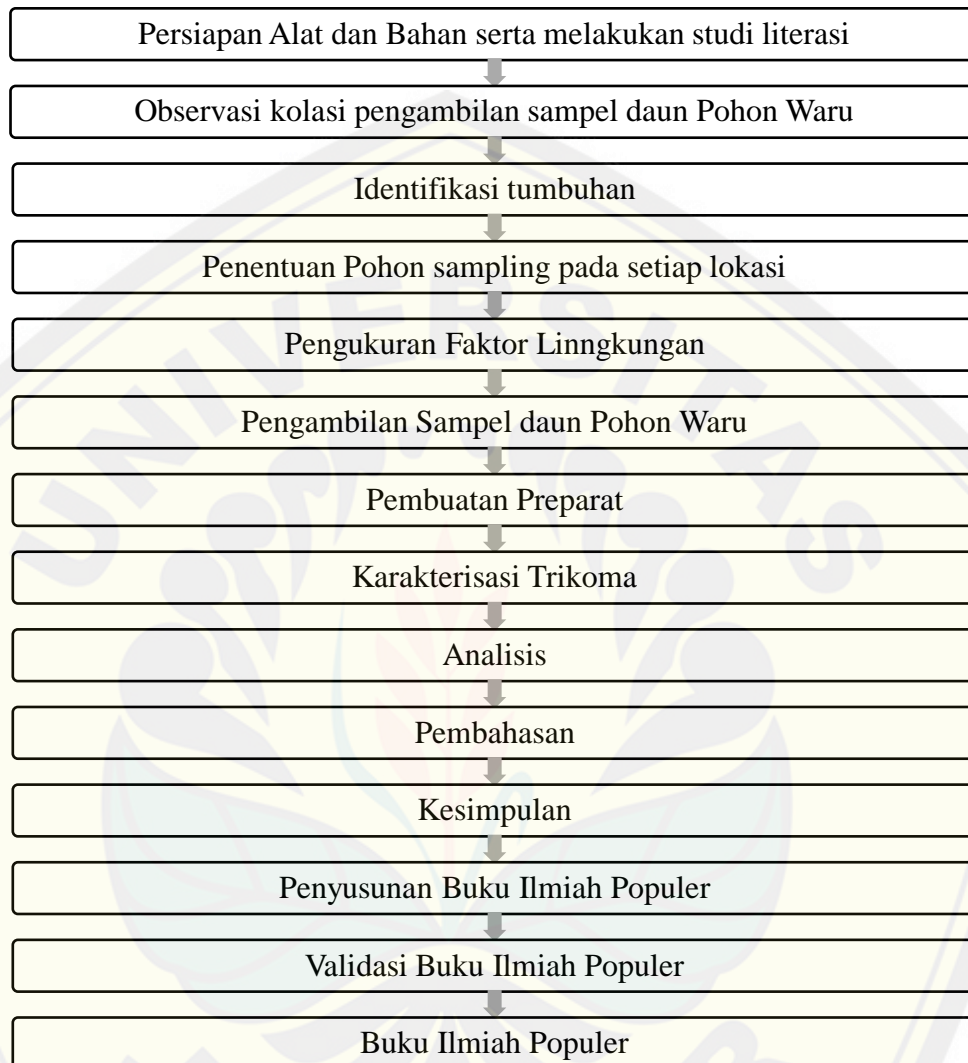 Persiapan Alat dan Bahan serta melakukan studi literasi
Observasi kolasi pengambilan sampel daun Pohon Waru
Identifikasi tumbuhan
Penentuan Pohon sampling pada setiap lokasi
Pengukuran Faktor Linngkungan
Pengambilan Sampel daun Pohon Waru
Pembuatan Preparat
Karakterisasi Trikoma
Analisis
Pembahasan
Kesimpulan
Penyusunan Buku Ilmiah Populer
Validasi Buku Ilmiah Populer
Buku Ilmiah Populer
UNIVERSITAS